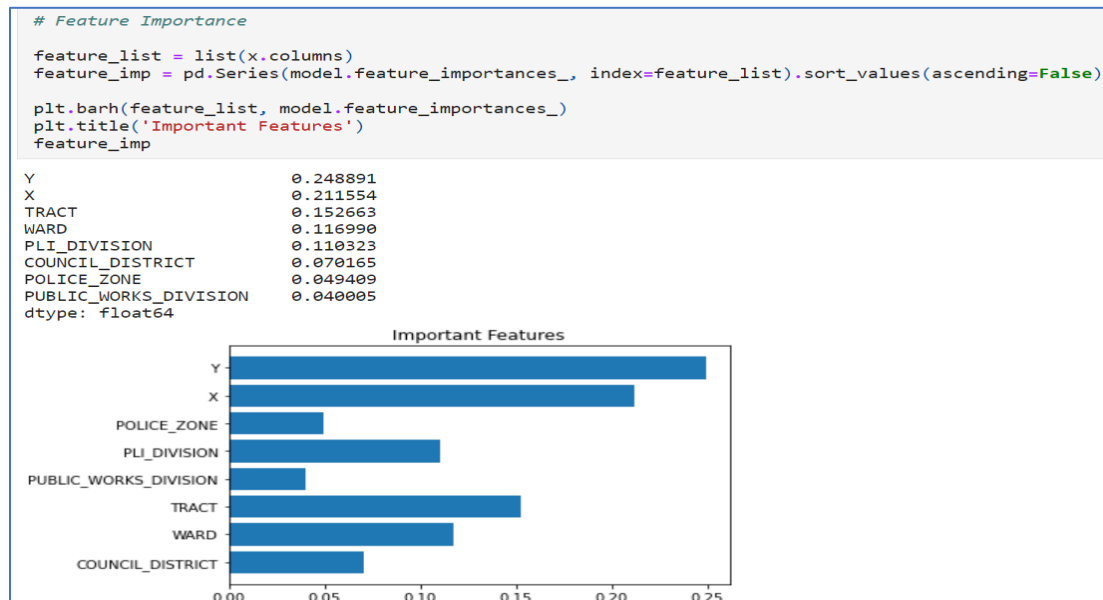 # Feature Importance
feature_list = list(x.columns)
feature_imp = pd.Series(model.feature_importances_, index=feature_list).sort_values(ascending=False)
plt.barh(feature_list, model.feature_importances_)
plt.title('Important Features')
feature_imp
Y 0.248891
X 0.211554
TRACT 0.152663
WARD 0.116990
PLI_DIVISION 0.110323
COUNCIL_DISTRICT 0.070165
POLICE_ZONE 0.049409
PUBLIC_WORKS_DIVISION 0.040005
dtype: float64
Important Features
Y
X
POLICE_ZONE
PLI_DIVISION
PUBLIC_WORKS_DIVISION
TRACT
WARD
COUNCIL_DISTRICT
0.00 0.05 0.10 0.15 0.20 0.25